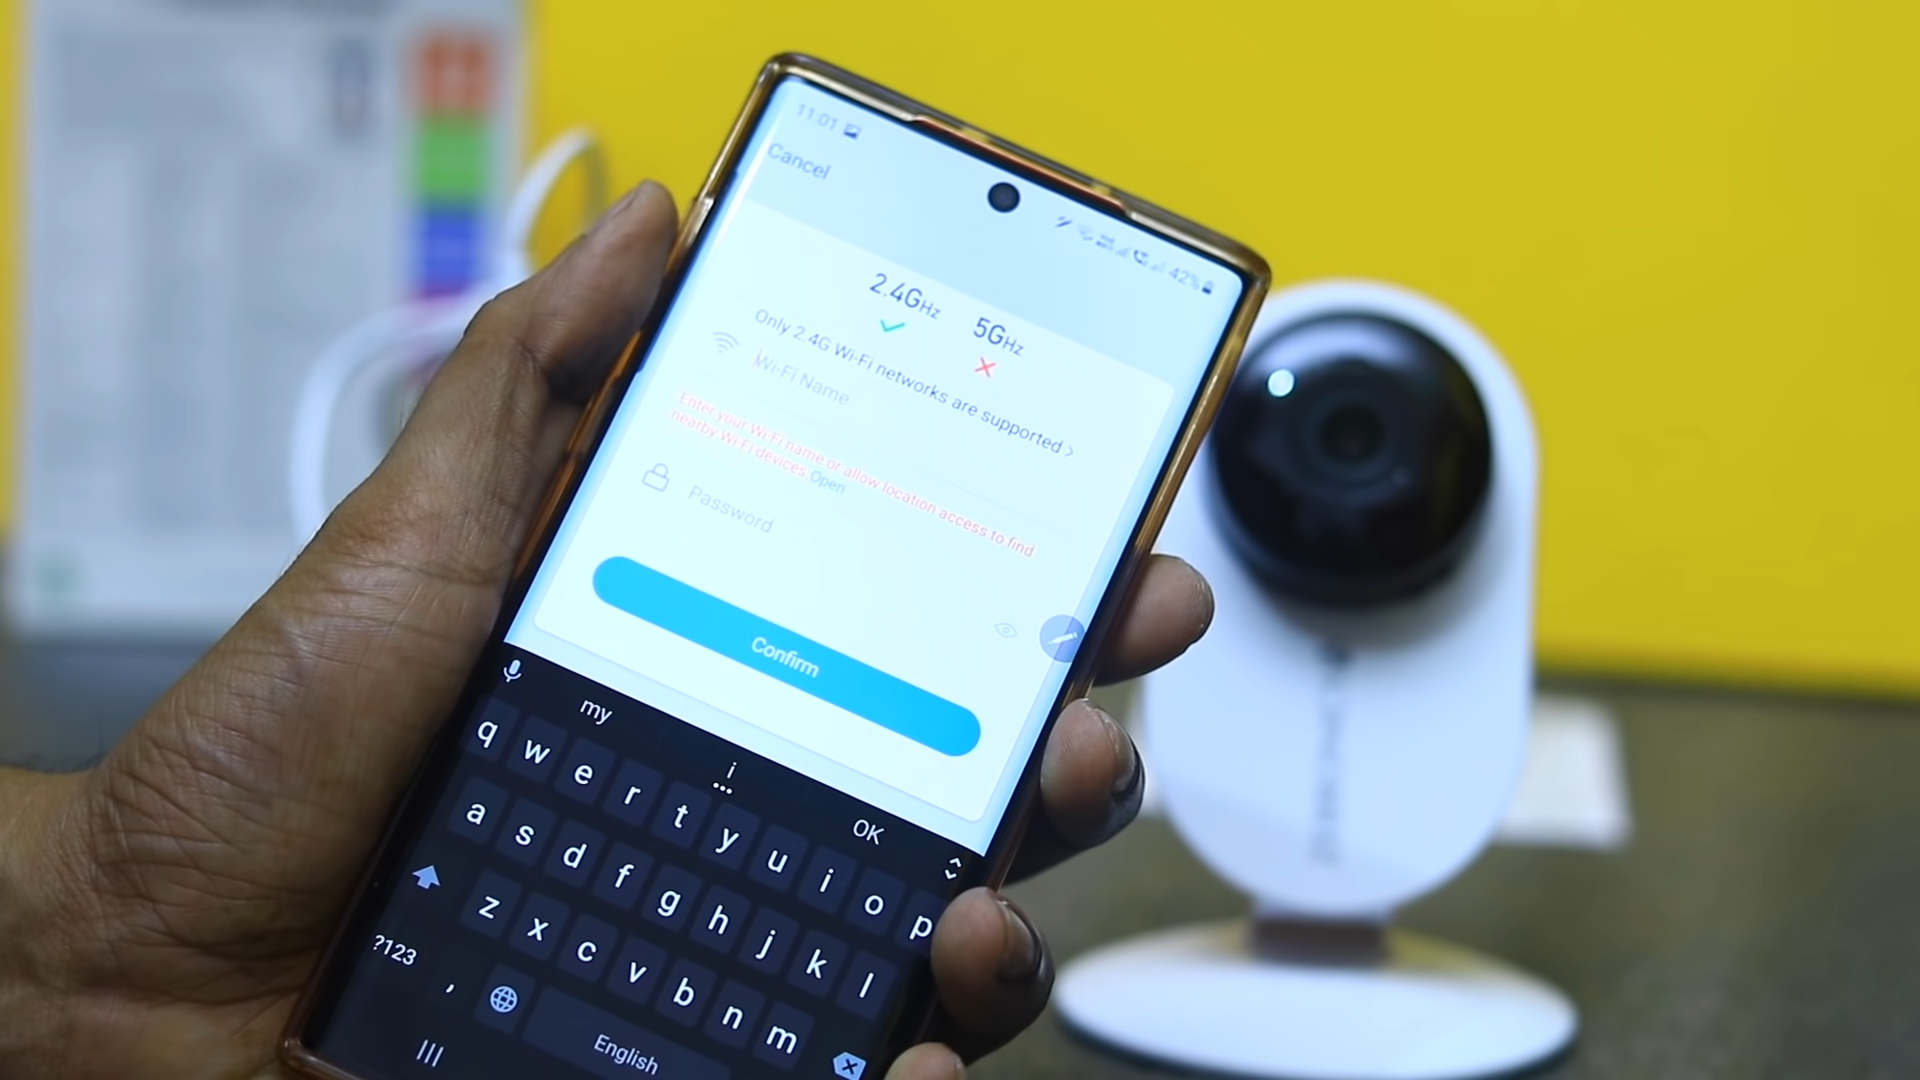 11:01
42%
Cancel
2.4GHz
5GHz
Only 2.4G Wi-Fi networks are supported >
Wi-Fi Name
Enter your Wi-Fi name or allow location access to find
nearby Wi-Fi devices.Open
Password
Confirm
my
i
OK
...
q w e r t y u i o p
a s d f g h j k l
z x c v b n m
?123 , English